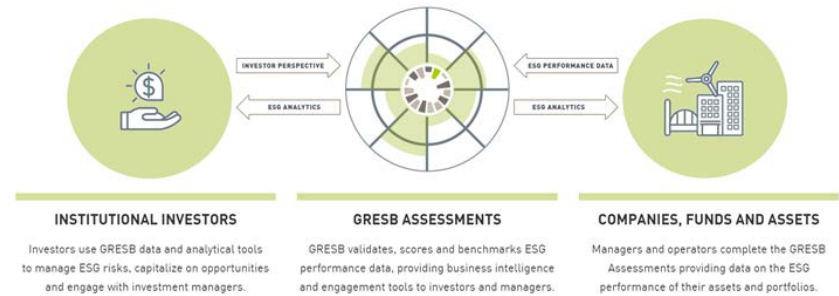 INVESTOR PERSPECTIVE
ESG PERFORMANCE DATA
$
ESG ANALYTICS
ESG ANALYTICS
INSTITUTIONAL INVESTORS
Investors use GRESB data and analytical tools
to manage ESG risks, capitalize on opportunities
and engage with investment managers.
GRESB ASSESSMENTS
GRESB validates, scores and benchmarks ESG
performance data, providing business intelligence
and engagement tools to investors and managers.
COMPANIES, FUNDS AND ASSETS
Managers and operators complete the GRESB
Assessments providing data on the ESG
performance of their assets and portfolios.